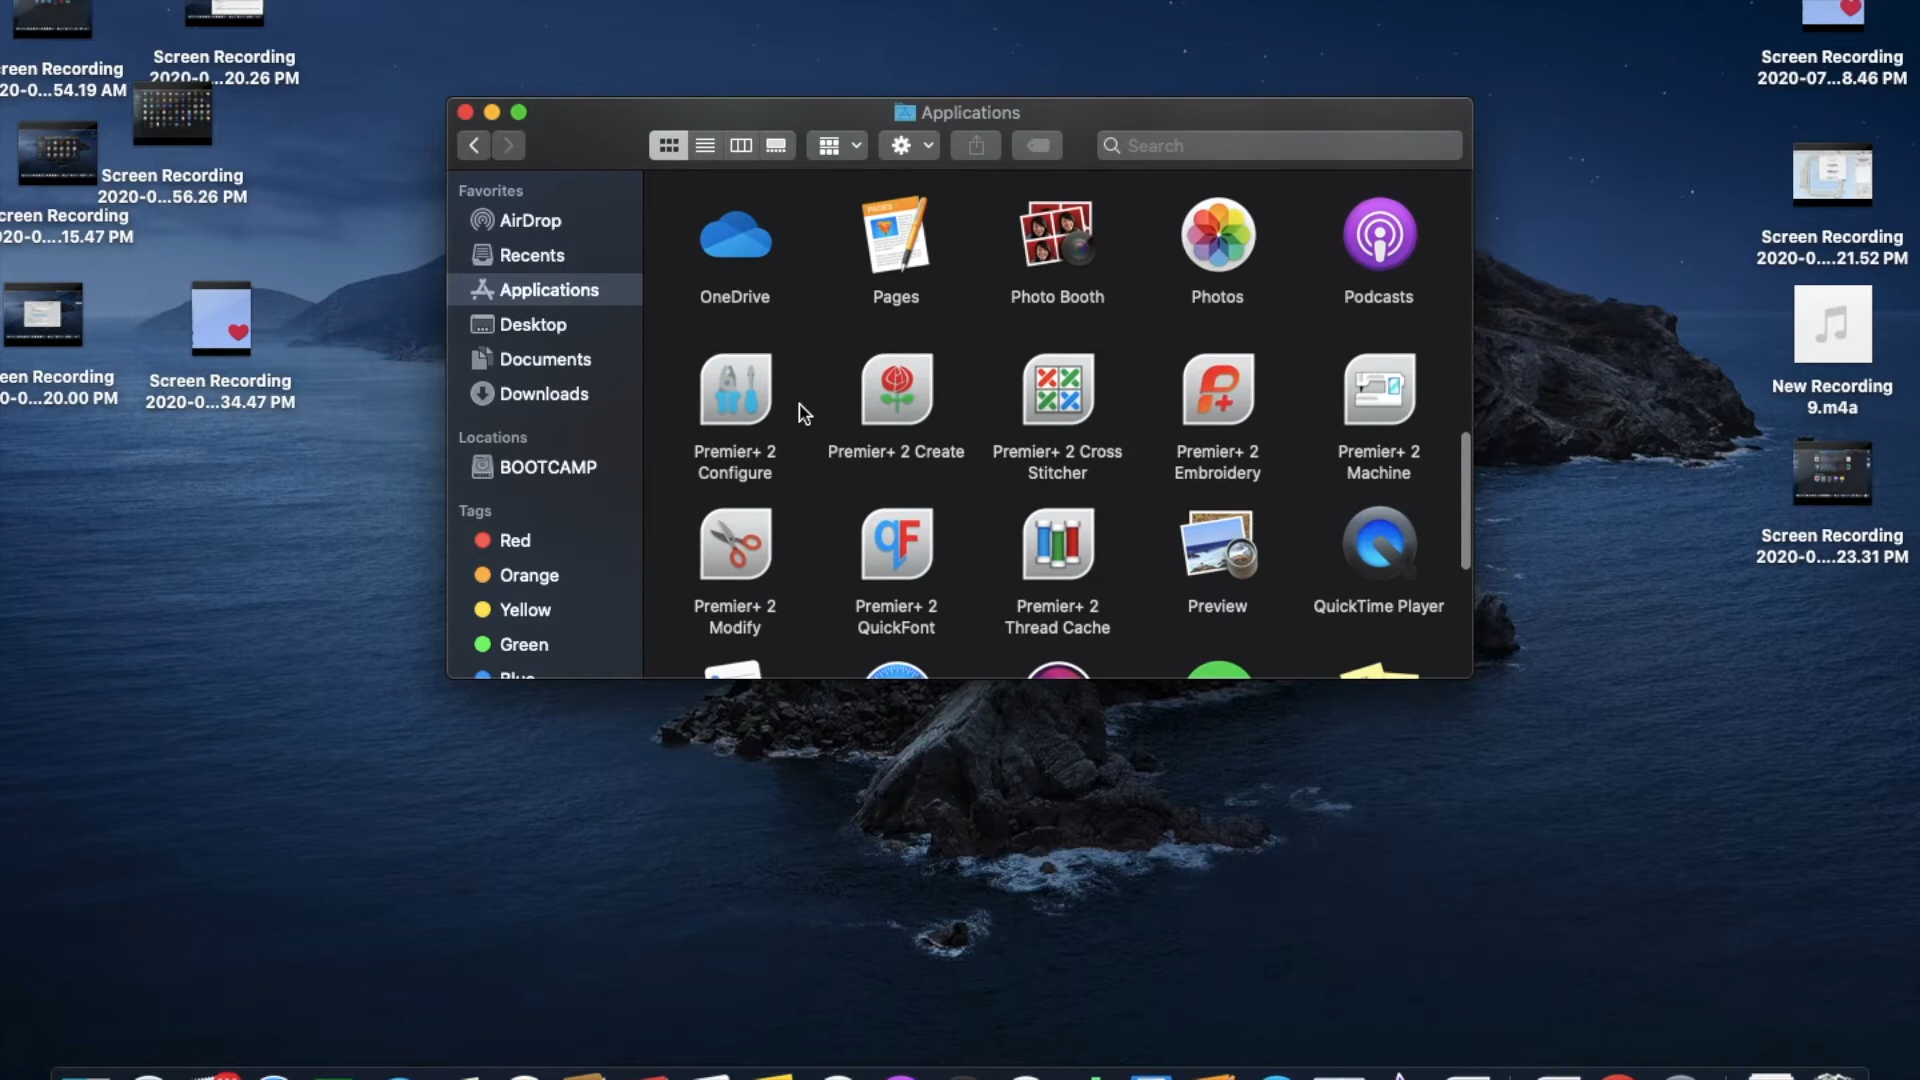 Screen Recording
2020-0...20.26 PM
reen Recording
20-0...54.19 AM
Screen Recording
2020-0...56.26 PM
creen Recording
020-0....15.47 PM
een Recording
0-0....20.00 PM
Screen Recording
2020-0...34.47 PM
Applications
Search
Favorites
AirDrop
Recents
Applications
Desktop
Documents
Downloads
Locations
BOOTCAMP
Tags
Red
Orange
Yellow
Green
Blue
OneDrive
PAGES
Pages
Photo Booth
Photos
Podcasts
Premier+ 2
Configure
Premier+ 2 Create
Premier+ 2 Cross
Stitcher
Premier+ 2
Embroidery
Premier+ 2
Machine
Premier+ 2
Modify
qF
Premier+ 2
QuickFont
Premier+ 2
Thread Cache
Preview
QuickTime Player
Screen Recording
2020-07...8.46 PM
Screen Recording
2020-0....21.52 PM
New Recording
9.m4a
Screen Recording
2020-0....23.31 PM